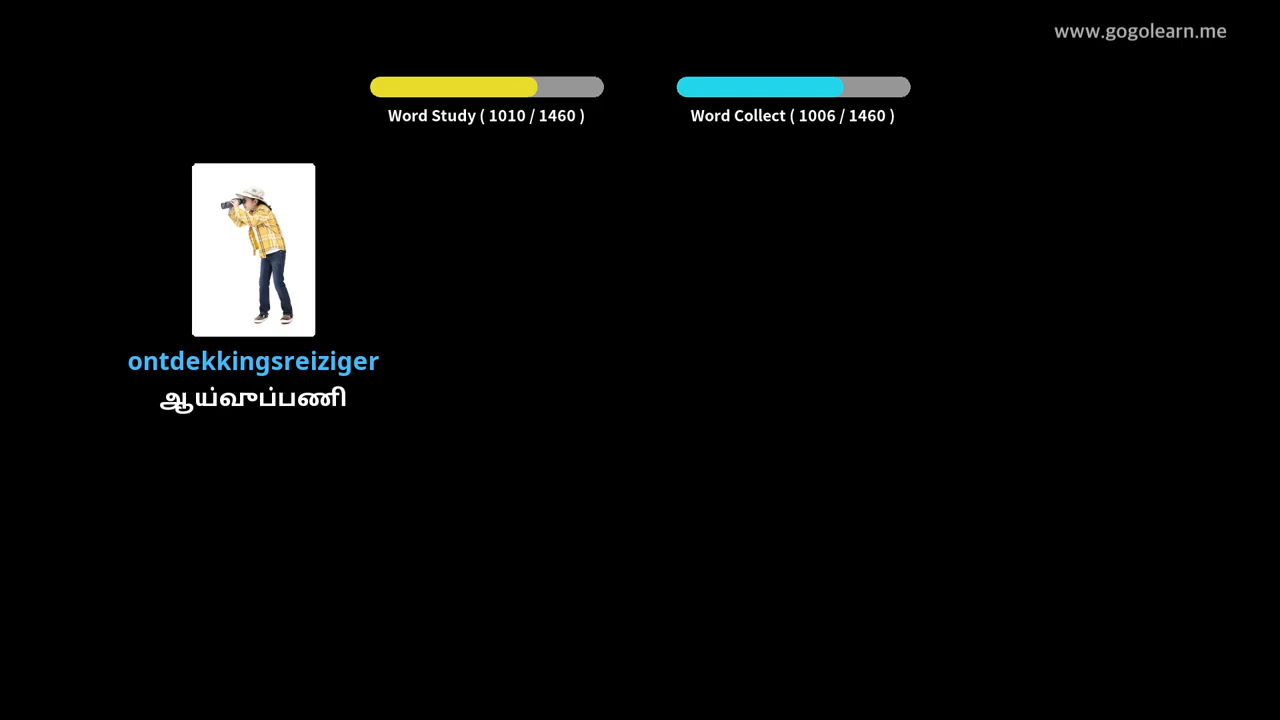 www.gogolearn.me
Word Study ( 1010 / 1460 )
Word Collect ( 1006 / 1460 )
ontdekkingsreiziger
ஆய்வுப்பணி